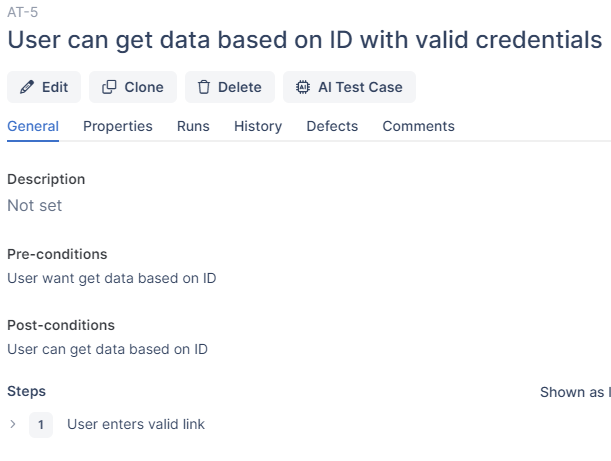 AT-5
User can get data based on ID with valid credentials
Edit Clone Delete AI Test Case
General Properties Runs History Defects Comments
Description
Not set
Pre-conditions
User want get data based on ID
Post-conditions
User can get data based on ID
Steps Shown as
1 User enters valid link